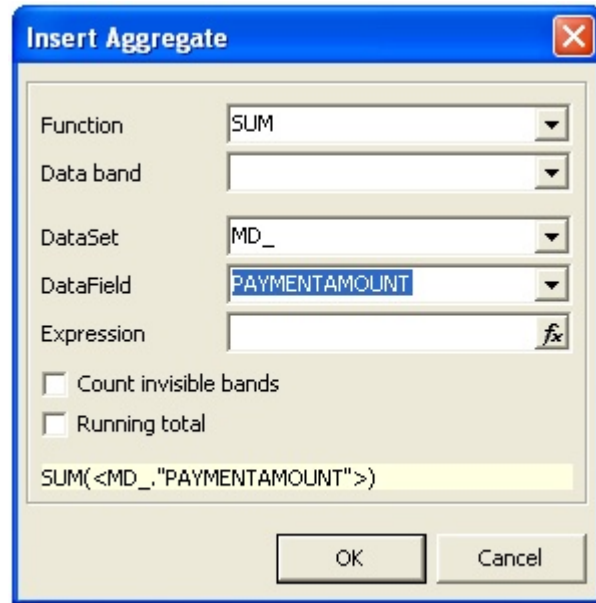 Insert Aggregate
Function SUM
Data band
DataSet MD_
DataField PAYMENTAMOUNT
Expression fx
Count invisible bands
Running total
SUM(<MD_."PAYMENTAMOUNT">)
OK Cancel